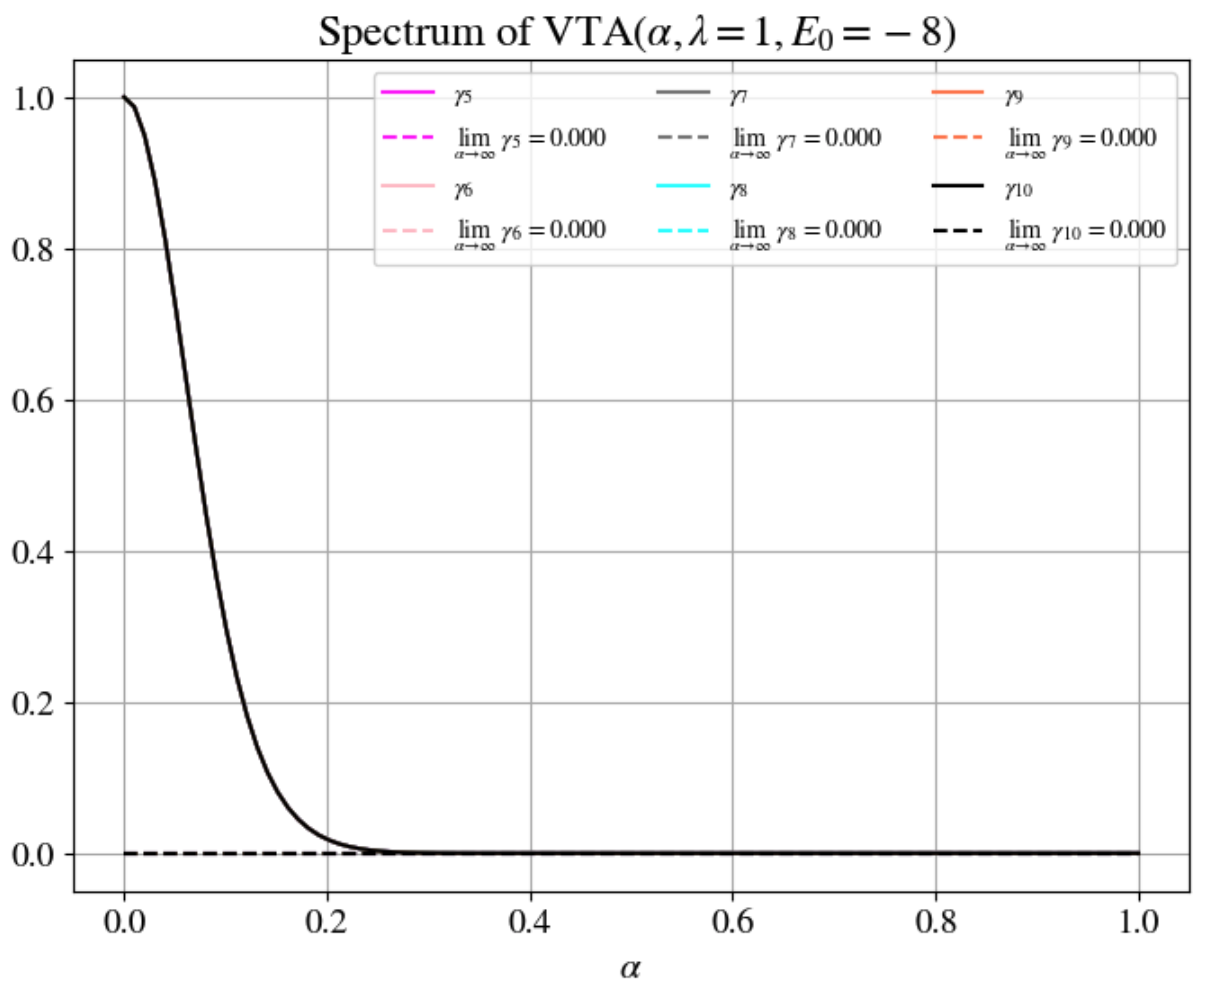 Spectrum of VTA(α, λ = 1, E₀ = − 8)
γ₅
lim γ₅ = 0.000
α→∞
γ₆
lim γ₆ = 0.000
α→∞
γ₇
lim γ₇ = 0.000
α→∞
γ₈
lim γ₈ = 0.000
α→∞
γ₉
lim γ₉ = 0.000
α→∞
γ₁₀
lim γ₁₀ = 0.000
α→∞
1.0
0.8
0.6
0.4
0.2
0.0
0.0 0.2 0.4 0.6 0.8 1.0
α